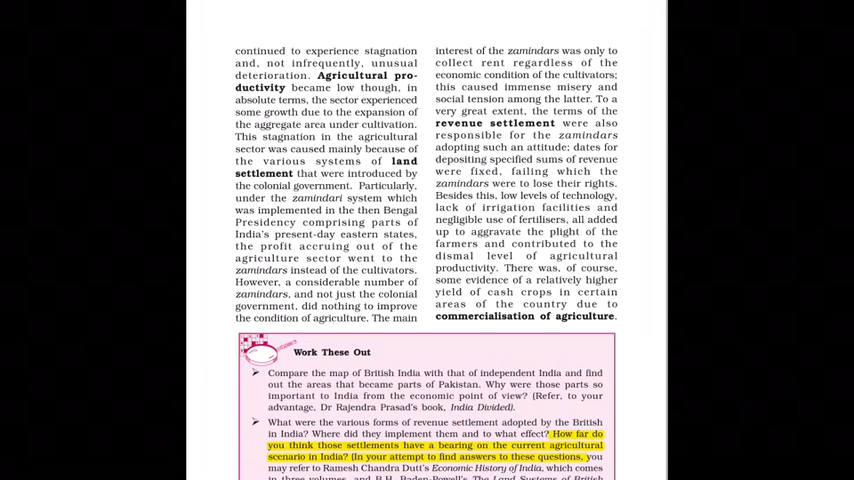 continued to experience stagnation
and, not infrequently, unusual
deterioration. Agricultural pro-
ductivity became low though, in
absolute terms, the sector experienced
some growth due to the expansion of
the aggregate area under cultivation.
This stagnation in the agricultural
sector was caused mainly because of
the various systems of land
settlement that were introduced by
the colonial government. Particularly,
under the zamindari system which
was implemented in the then Bengal
Presidency comprising parts of
India's present-day eastern states,
the profit accruing out of the
agriculture sector went to the
zamindars instead of the cultivators.
However, a considerable number of
zamindars, and not just the colonial
government, did nothing to improve
the condition of agriculture. The main
interest of the zamindars was only to
collect rent regardless of the
economic condition of the cultivators;
this caused immense misery and
social tension among the latter. To a
very great extent, the terms of the
revenue settlement were also
responsible for the zamindars
adopting such an attitude; dates for
depositing specified sums of revenue
were fixed, failing which the
zamindars were to lose their rights.
Besides this, low levels of technology,
lack of irrigation facilities and
negligible use of fertilisers, all added
up to aggravate the plight of the
farmers and contributed to the
dismal level of agricultural
productivity. There was, of course,
some evidence of a relatively higher
yield of cash crops in certain
areas of the country due to
commercialisation of agriculture.
Work These Out
➢ Compare the map of British India with that of independent India and find
out the areas that became parts of Pakistan. Why were those parts so
important to India from the economic point of view? (Refer, to your
advantage, Dr Rajendra Prasad's book, India Divided).
➢ What were the various forms of revenue settlement adopted by the British
in India? Where did they implement them and to what effect? How far do
you think those settlements have a bearing on the current agricultural
scenario in India? (In your attempt to find answers to these questions, you
may refer to Ramesh Chandra Dutt's Economic History of India, which comes
in three volumes, and B.H. Baden-Powell's The Land Systems of British